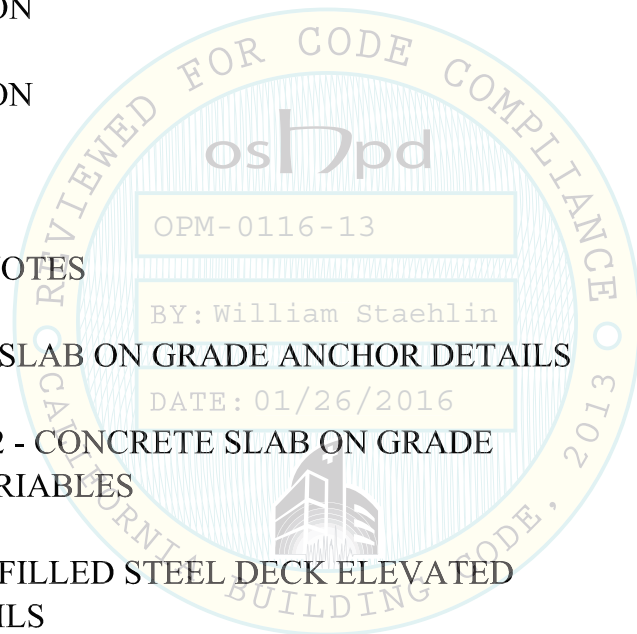 ON
ON
REVIEWED FOR CODE COMPLIANCE
oshpd
OPM-0116-13
NOTES
BY: William Staehlin
SLAB ON GRADE ANCHOR DETAILS
DATE: 01/26/2016
2 - CONCRETE SLAB ON GRADE
RIABLES
FILLED STEEL DECK ELEVATED
ILS
CALIFORNIA BUILDING CODE, 2013